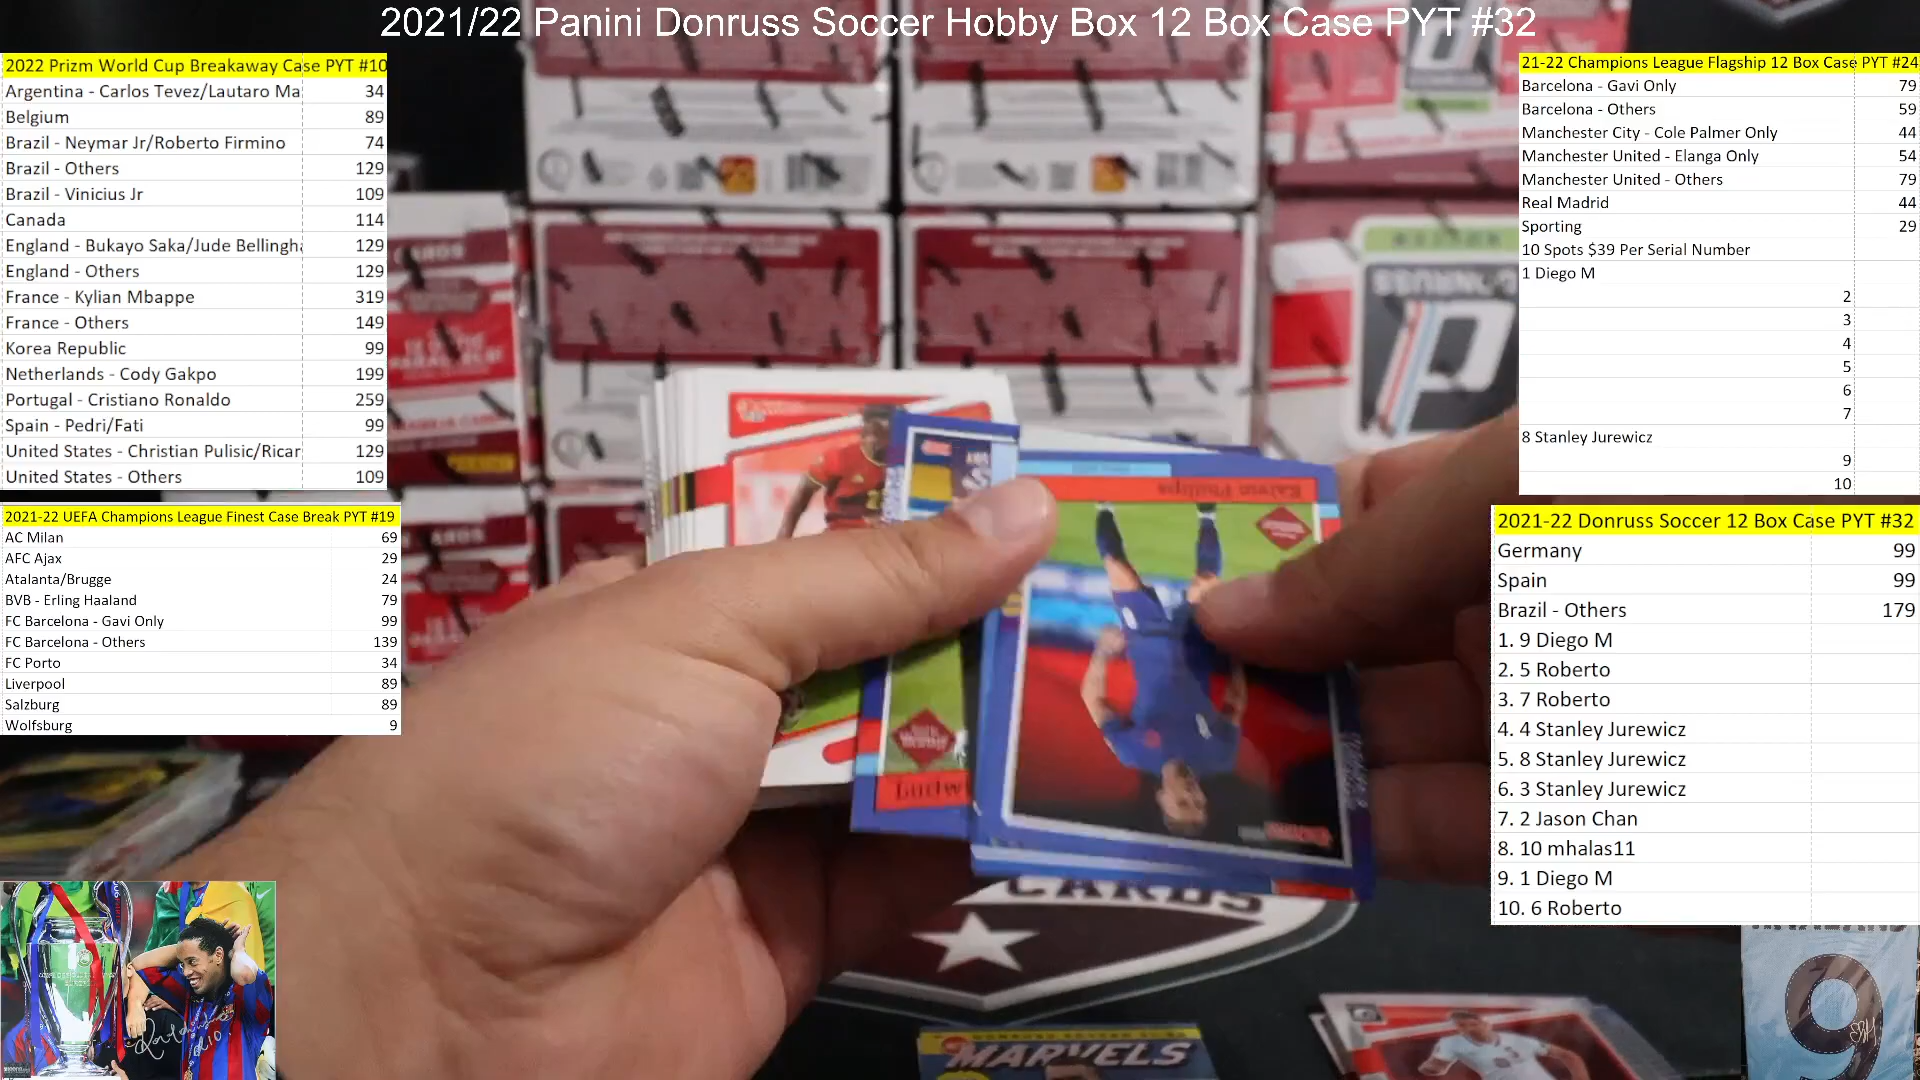 2021/22 Panini Donruss Soccer Hobby Box 12 Box Case PYT #32
2022 Prizm World Cup Breakaway Case PYT #10
Argentina - Carlos Tevez/Lautaro Ma 34
Belgium 89
Brazil - Neymar Jr/Roberto Firmino 74
Brazil - Others 129
Brazil - Vinicius Jr 109
Canada 114
England - Bukayo Saka/Jude Bellingh 129
England - Others 129
France - Kylian Mbappe 319
France - Others 149
Korea Republic 99
Netherlands - Cody Gakpo 199
Portugal - Cristiano Ronaldo 259
Spain - Pedri/Fati 99
United States - Christian Pulisic/Ricar 129
United States - Others 109
2021-22 UEFA Champions League Finest Case Break PYT #19
AC Milan 69
AFC Ajax 29
Atalanta/Brugge 24
BVB - Erling Haaland 79
FC Barcelona - Gavi Only 99
FC Barcelona - Others 139
FC Porto 34
Liverpool 89
Salzburg 89
Wolfsburg 9
21-22 Champions League Flagship 12 Box Case PYT #24
Barcelona - Gavi Only 79
Barcelona - Others 59
Manchester City - Cole Palmer Only 44
Manchester United - Elanga Only 54
Manchester United - Others 79
Real Madrid 44
Sporting 29
10 Spots $39 Per Serial Number
1 Diego M
2
3
4
5
6
7
8 Stanley Jurewicz
9
10
2021-22 Donruss Soccer 12 Box Case PYT #32
Germany 99
Spain 99
Brazil - Others 179
1. 9 Diego M
2. 5 Roberto
3. 7 Roberto
4. 4 Stanley Jurewicz
5. 8 Stanley Jurewicz
6. 3 Stanley Jurewicz
7. 2 Jason Chan
8. 10 mhalas11
9. 1 Diego M
10. 6 Roberto
Kalvin Phillips
Ludw
CARDS
MARVELS
9